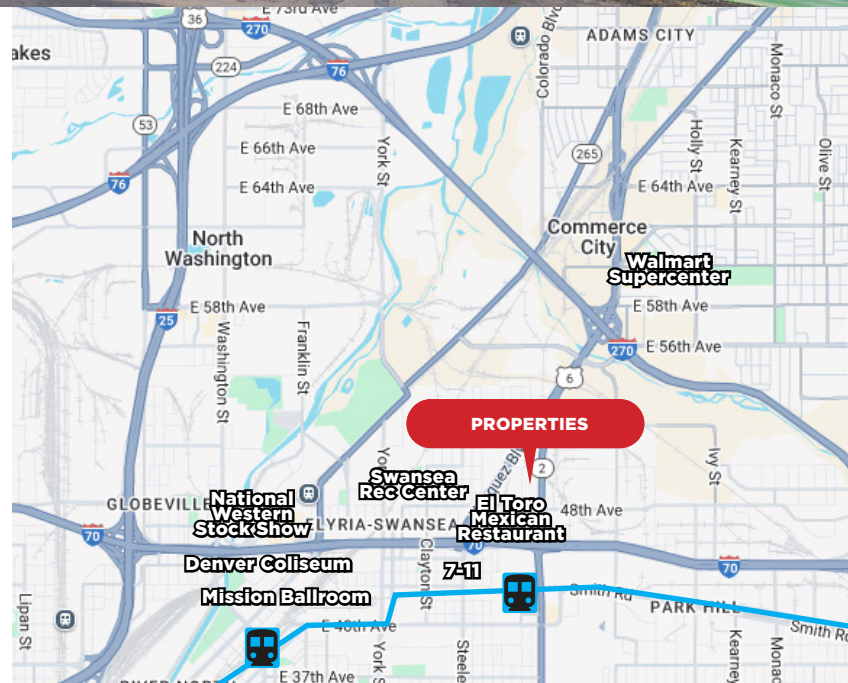 E 73rd Ave
36
270
ADAMS CITY
Colorado Blvd
akes
224
76
Monaco St
E 68th Ave
53
York St
Holly St
Kearney St
Olive St
E 66th Ave
265
76
E 64th Ave
E 64th Ave
North
Washington
Commerce
City
Walmart
Supercenter
E 58th Ave
E 58th Ave
25
Washington St
Franklin St
270
E 56th Ave
6
PROPERTIES
Ivy St
2
Swansea
Rec Center
National
Western
Stock Show
GLOBEVILLE
ELYRIA-SWANSEA
El Toro
Mexican
Restaurant
48th Ave
70
70
70
Denver Coliseum
Clayton St
7-11
Mission Ballroom
Smith Rd
PARK HILL
Smith Rd
Lipan St
E 40th Ave
York S
Steele
Kearney
Monac
E 37th Ave